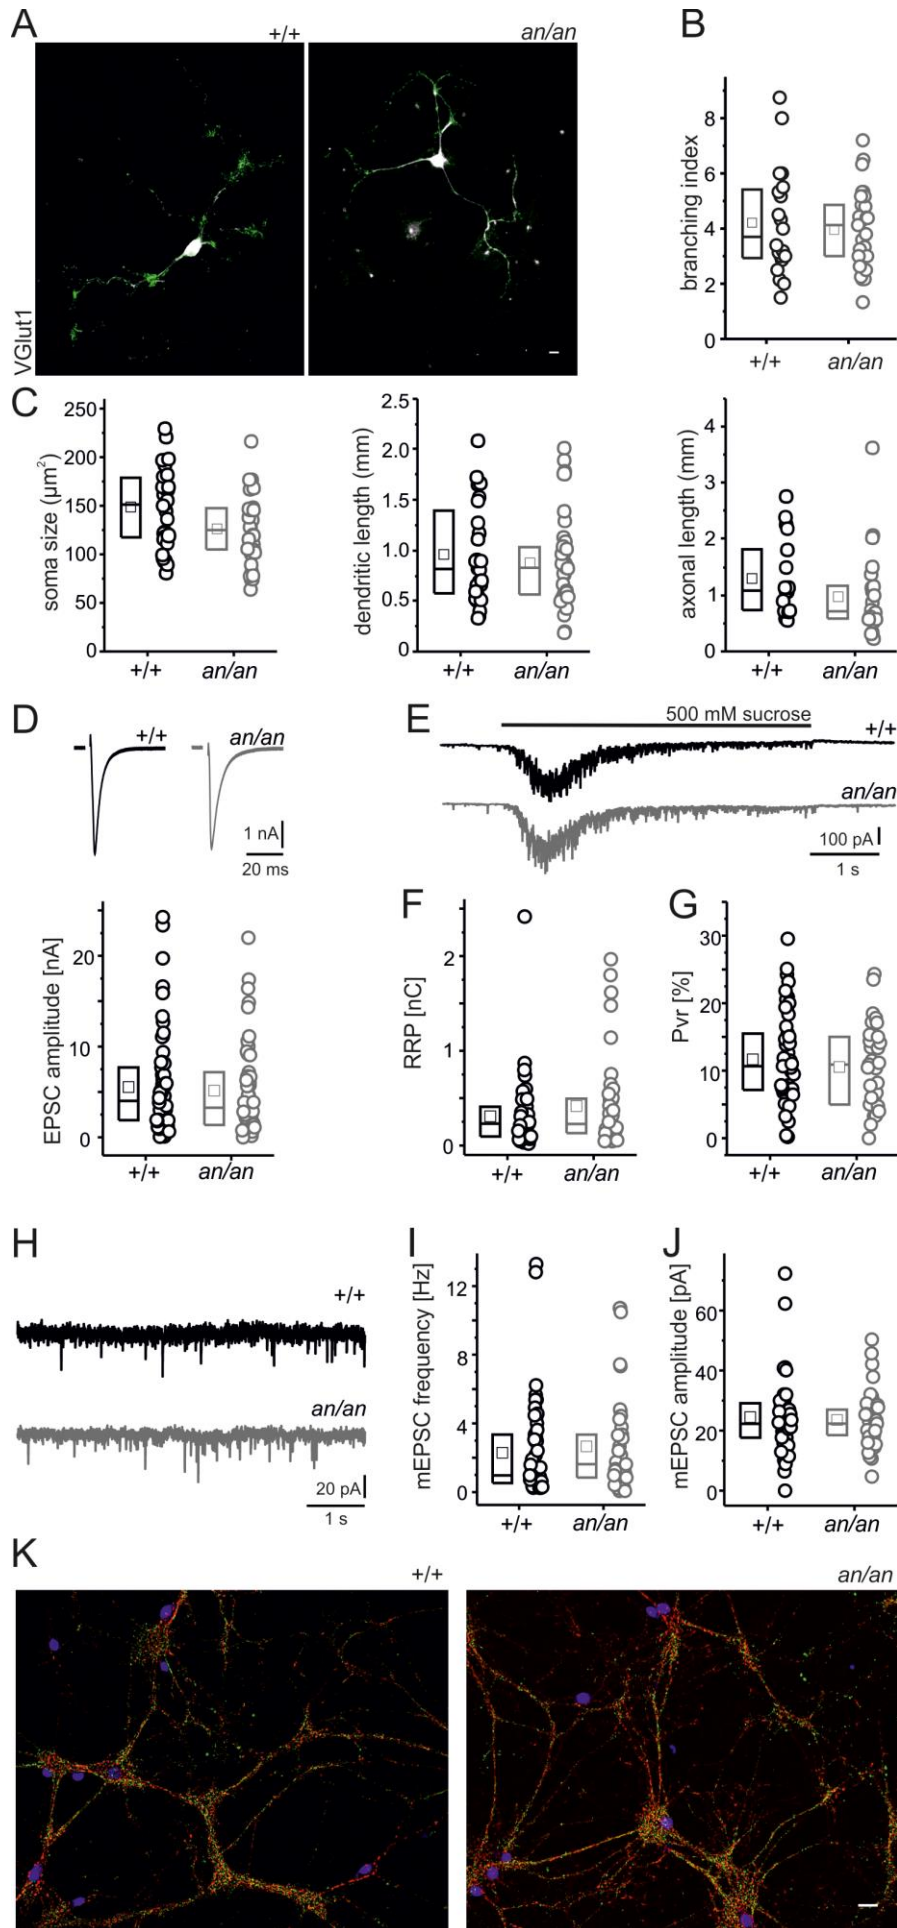 A
+/+
an/an
VGlut1
B
branching index
8
6
4
2
0
+/+
an/an
C
soma size (µm²)
250
200
150
100
50
0
+/+
an/an
dendritic length (mm)
2.5
2.0
1.5
1.0
0.5
0
+/+
an/an
axonal length (mm)
4
3
2
1
0
+/+
an/an
D
+/+
an/an
1 nA
20 ms
EPSC amplitude [nA]
20
10
0
+/+
an/an
E
500 mM sucrose
+/+
an/an
100 pA
1 s
F
RRP [nC]
2
1
0
+/+
an/an
G
Pvr [%]
30
20
10
0
+/+
an/an
H
+/+
an/an
20 pA
1 s
I
mEPSC frequency [Hz]
12
8
4
0
+/+
an/an
J
mEPSC amplitude [pA]
60
40
20
0
+/+
an/an
K
+/+
an/an